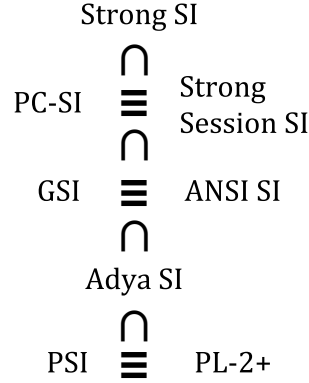 Strong SI
∩
PC-SI ≡ Strong
Session SI
∩
GSI ≡ ANSI SI
∩
Adya SI
∩
PSI ≡ PL-2+